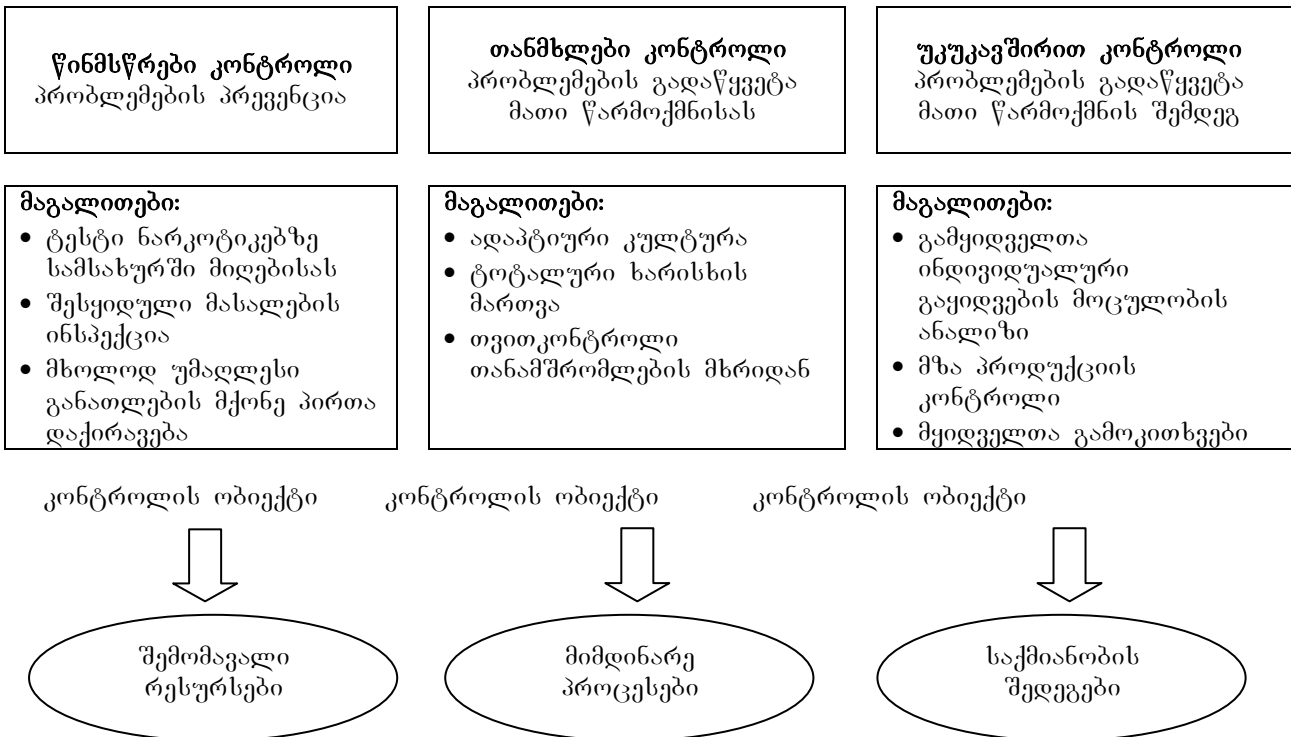 წინმსწრები კონტროლი
პრობლემების პრევენცია
თანმხლები კონტროლი
პრობლემების გადაწყვეტა
მათი წარმოქმნისას
უკუკავშირით კონტროლი
პრობლემების გადაწყვეტა
მათი წარმოქმნის შემდეგ
მაგალითები:
• ტესტი ნარკოტიკებზე
სამსახურში მიღებისას
• შესყიდული მასალების
ინსპექცია
• მხოლოდ უმაღლესი
განათლების მქონე პირთა
დაქირავება
მაგალითები:
• ადაპტიური კულტურა
• ტოტალური ხარისხის
მართვა
• თვითკონტროლი
თანამშრომლების მხრიდან
მაგალითები:
• გამყიდველთა
ინდივიდუალური
გაყიდვების მოცულობის
ანალიზი
• მზა პროდუქციის
კონტროლი
• მყიდველთა გამოკითხვები
კონტროლის ობიექტი
კონტროლის ობიექტი
კონტროლის ობიექტი
შემომავალი
რესურსები
მიმდინარე
პროცესები
საქმიანობის
შედეგები